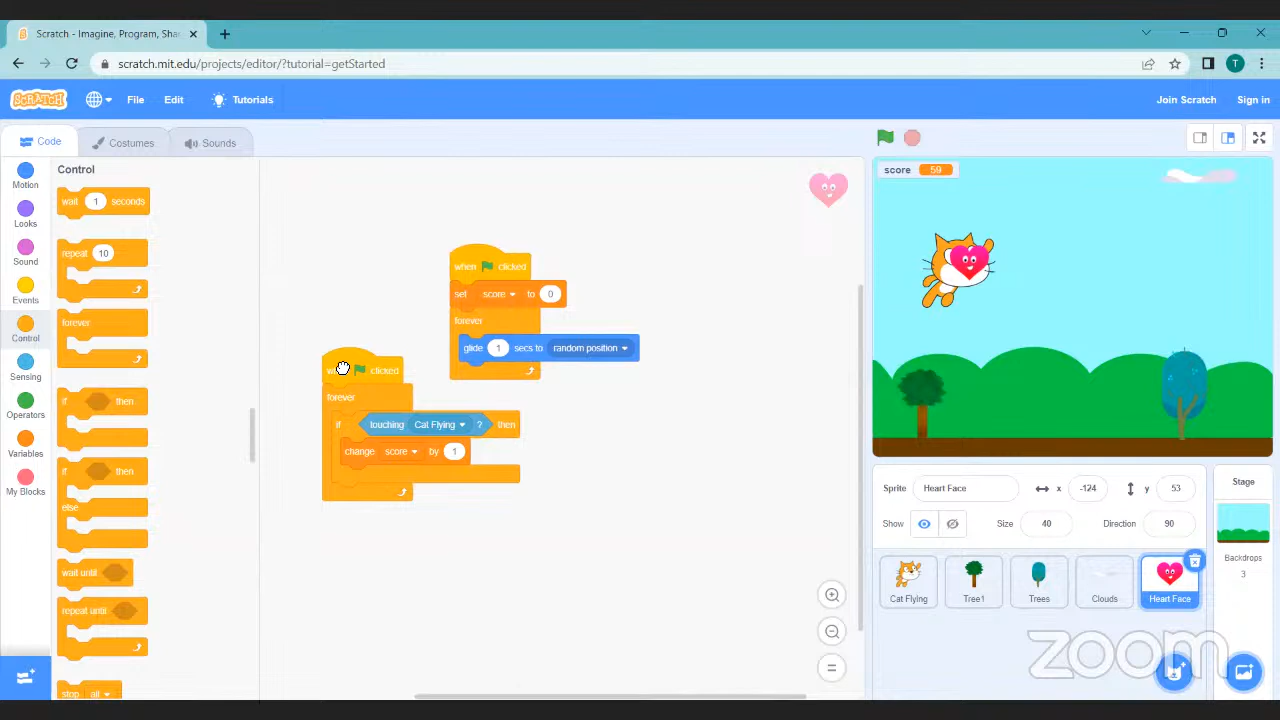 Scratch - Imagine, Program, Shar
scratch.mit.edu/projects/editor/?tutorial=getStarted
T
SCRATCH
File
Edit
Tutorials
Join Scratch
Sign in
Code
Costumes
Sounds
Motion
Looks
Sound
Events
Control
Sensing
Operators
Variables
My Blocks
Control
wait 1 seconds
repeat 10
forever
if then
if then
else
wait until
repeat until
stop all
when clicked
set score to 0
forever
glide 1 secs to random position
clicked
forever
if touching Cat Flying ? then
change score by 1
score 59
Sprite Heart Face x -124 y 53
Show Size 40 Direction 90
Cat Flying
Tree1
Trees
Clouds
Heart Face
Stage
Backdrops
3
zoom